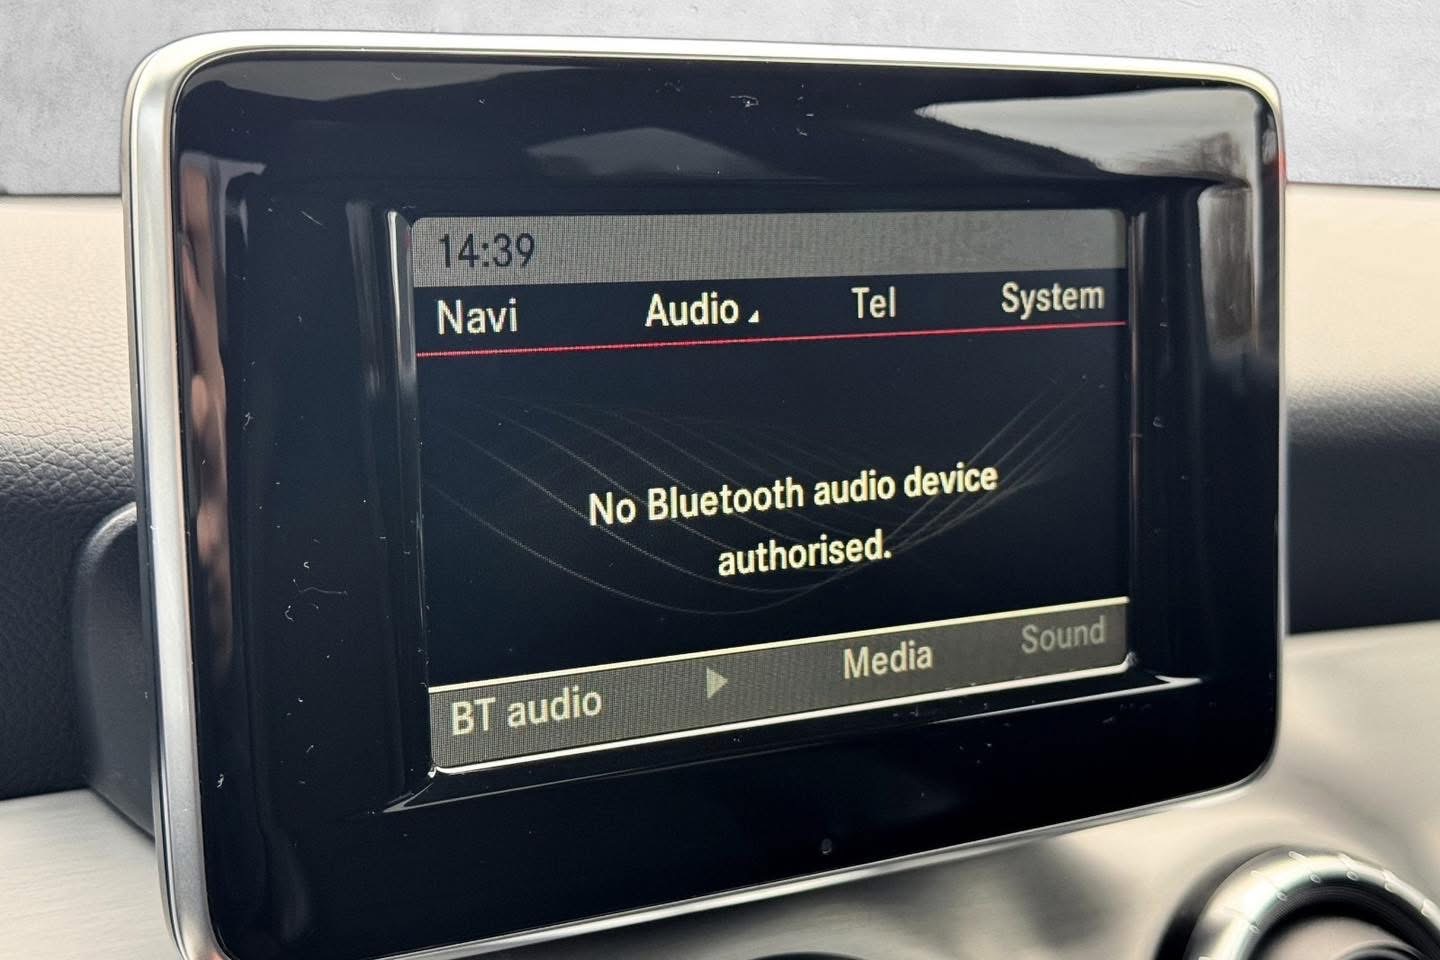 14:39
Navi Audio Tel System
No Bluetooth audio device
authorised.
BT audio Media Sound